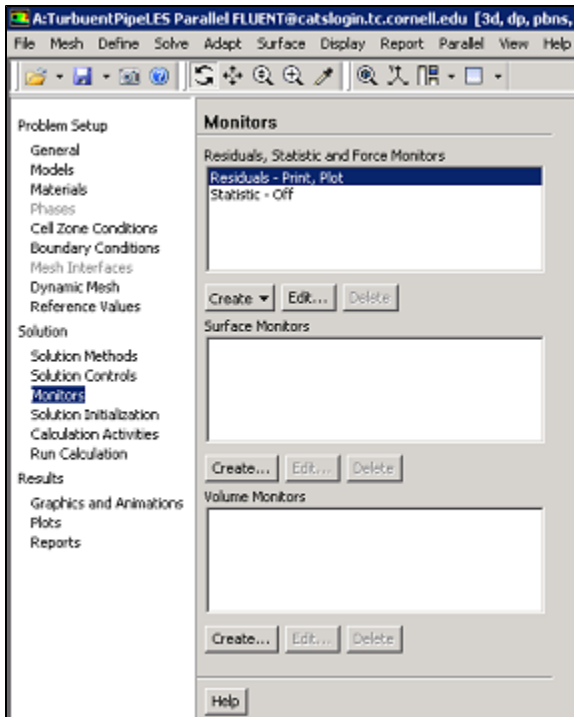 A:TurbuentPipeLES Parallel FLUENT@catslogin.tc.cornell.edu [3d, dp, pbns,
File Mesh Define Solve Adapt Surface Display Report Parallel View Help
Problem Setup
General
Models
Materials
Phases
Cell Zone Conditions
Boundary Conditions
Mesh Interfaces
Dynamic Mesh
Reference Values
Solution
Solution Methods
Solution Controls
Monitors
Solution Initialization
Calculation Activities
Run Calculation
Results
Graphics and Animations
Plots
Reports
Monitors
Residuals, Statistic and Force Monitors
Residuals - Print, Plot
Statistic - Off
Create Edit... Delete
Surface Monitors
Create... Edit... Delete
Volume Monitors
Create... Edit... Delete
Help